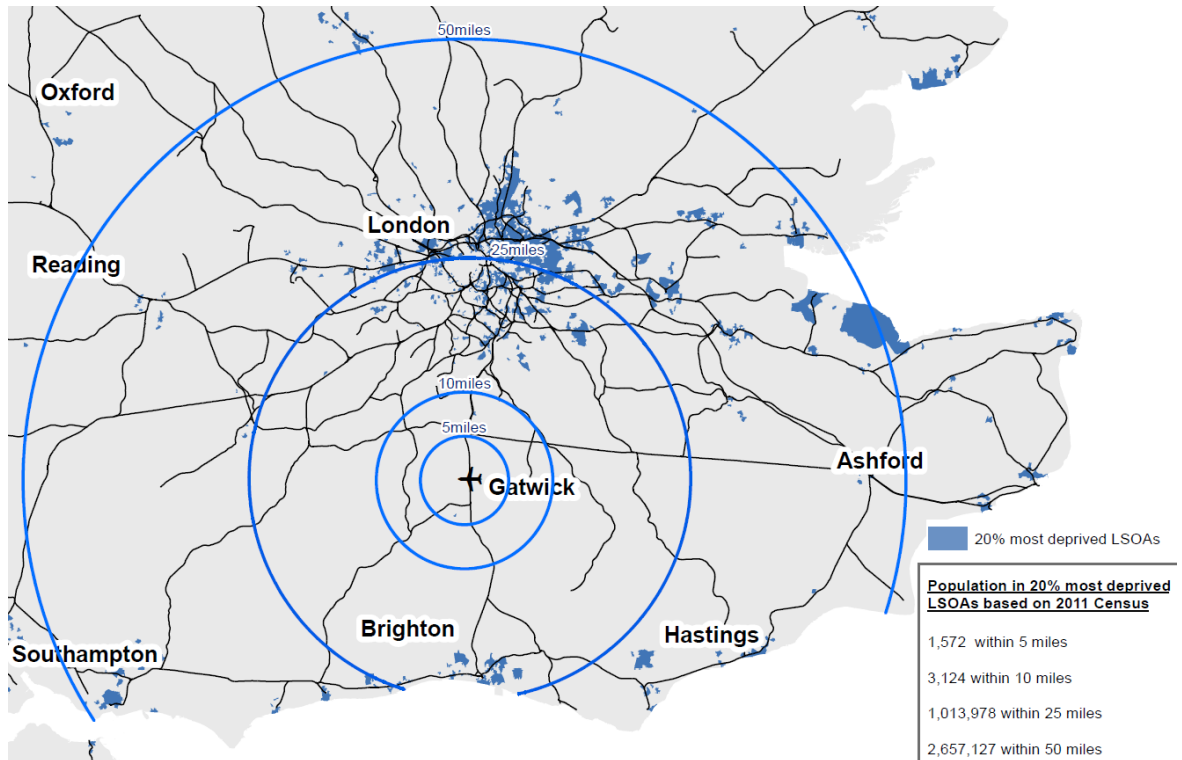 50miles
Oxford
London
25miles
Reading
10miles
5miles
Gatwick
Ashford
20% most deprived LSOAs
Population in 20% most deprived
LSOAs based on 2011 Census
1,572 within 5 miles
3,124 within 10 miles
1,013,978 within 25 miles
2,657,127 within 50 miles
Brighton
Hastings
Southampton